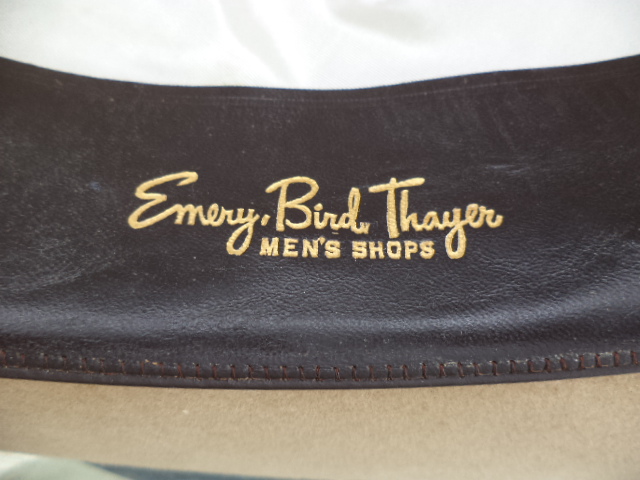 Emery, Bird, Thayer
MEN'S SHOPS